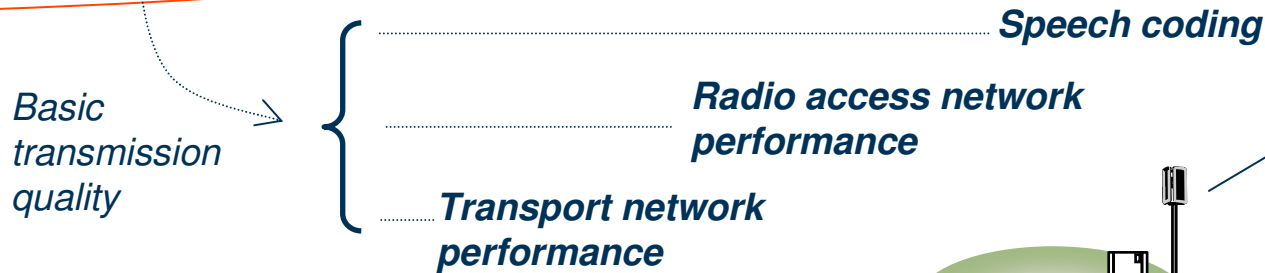 Speech coding
Basic
transmission
quality
Radio access network
performance
Transport network
performance